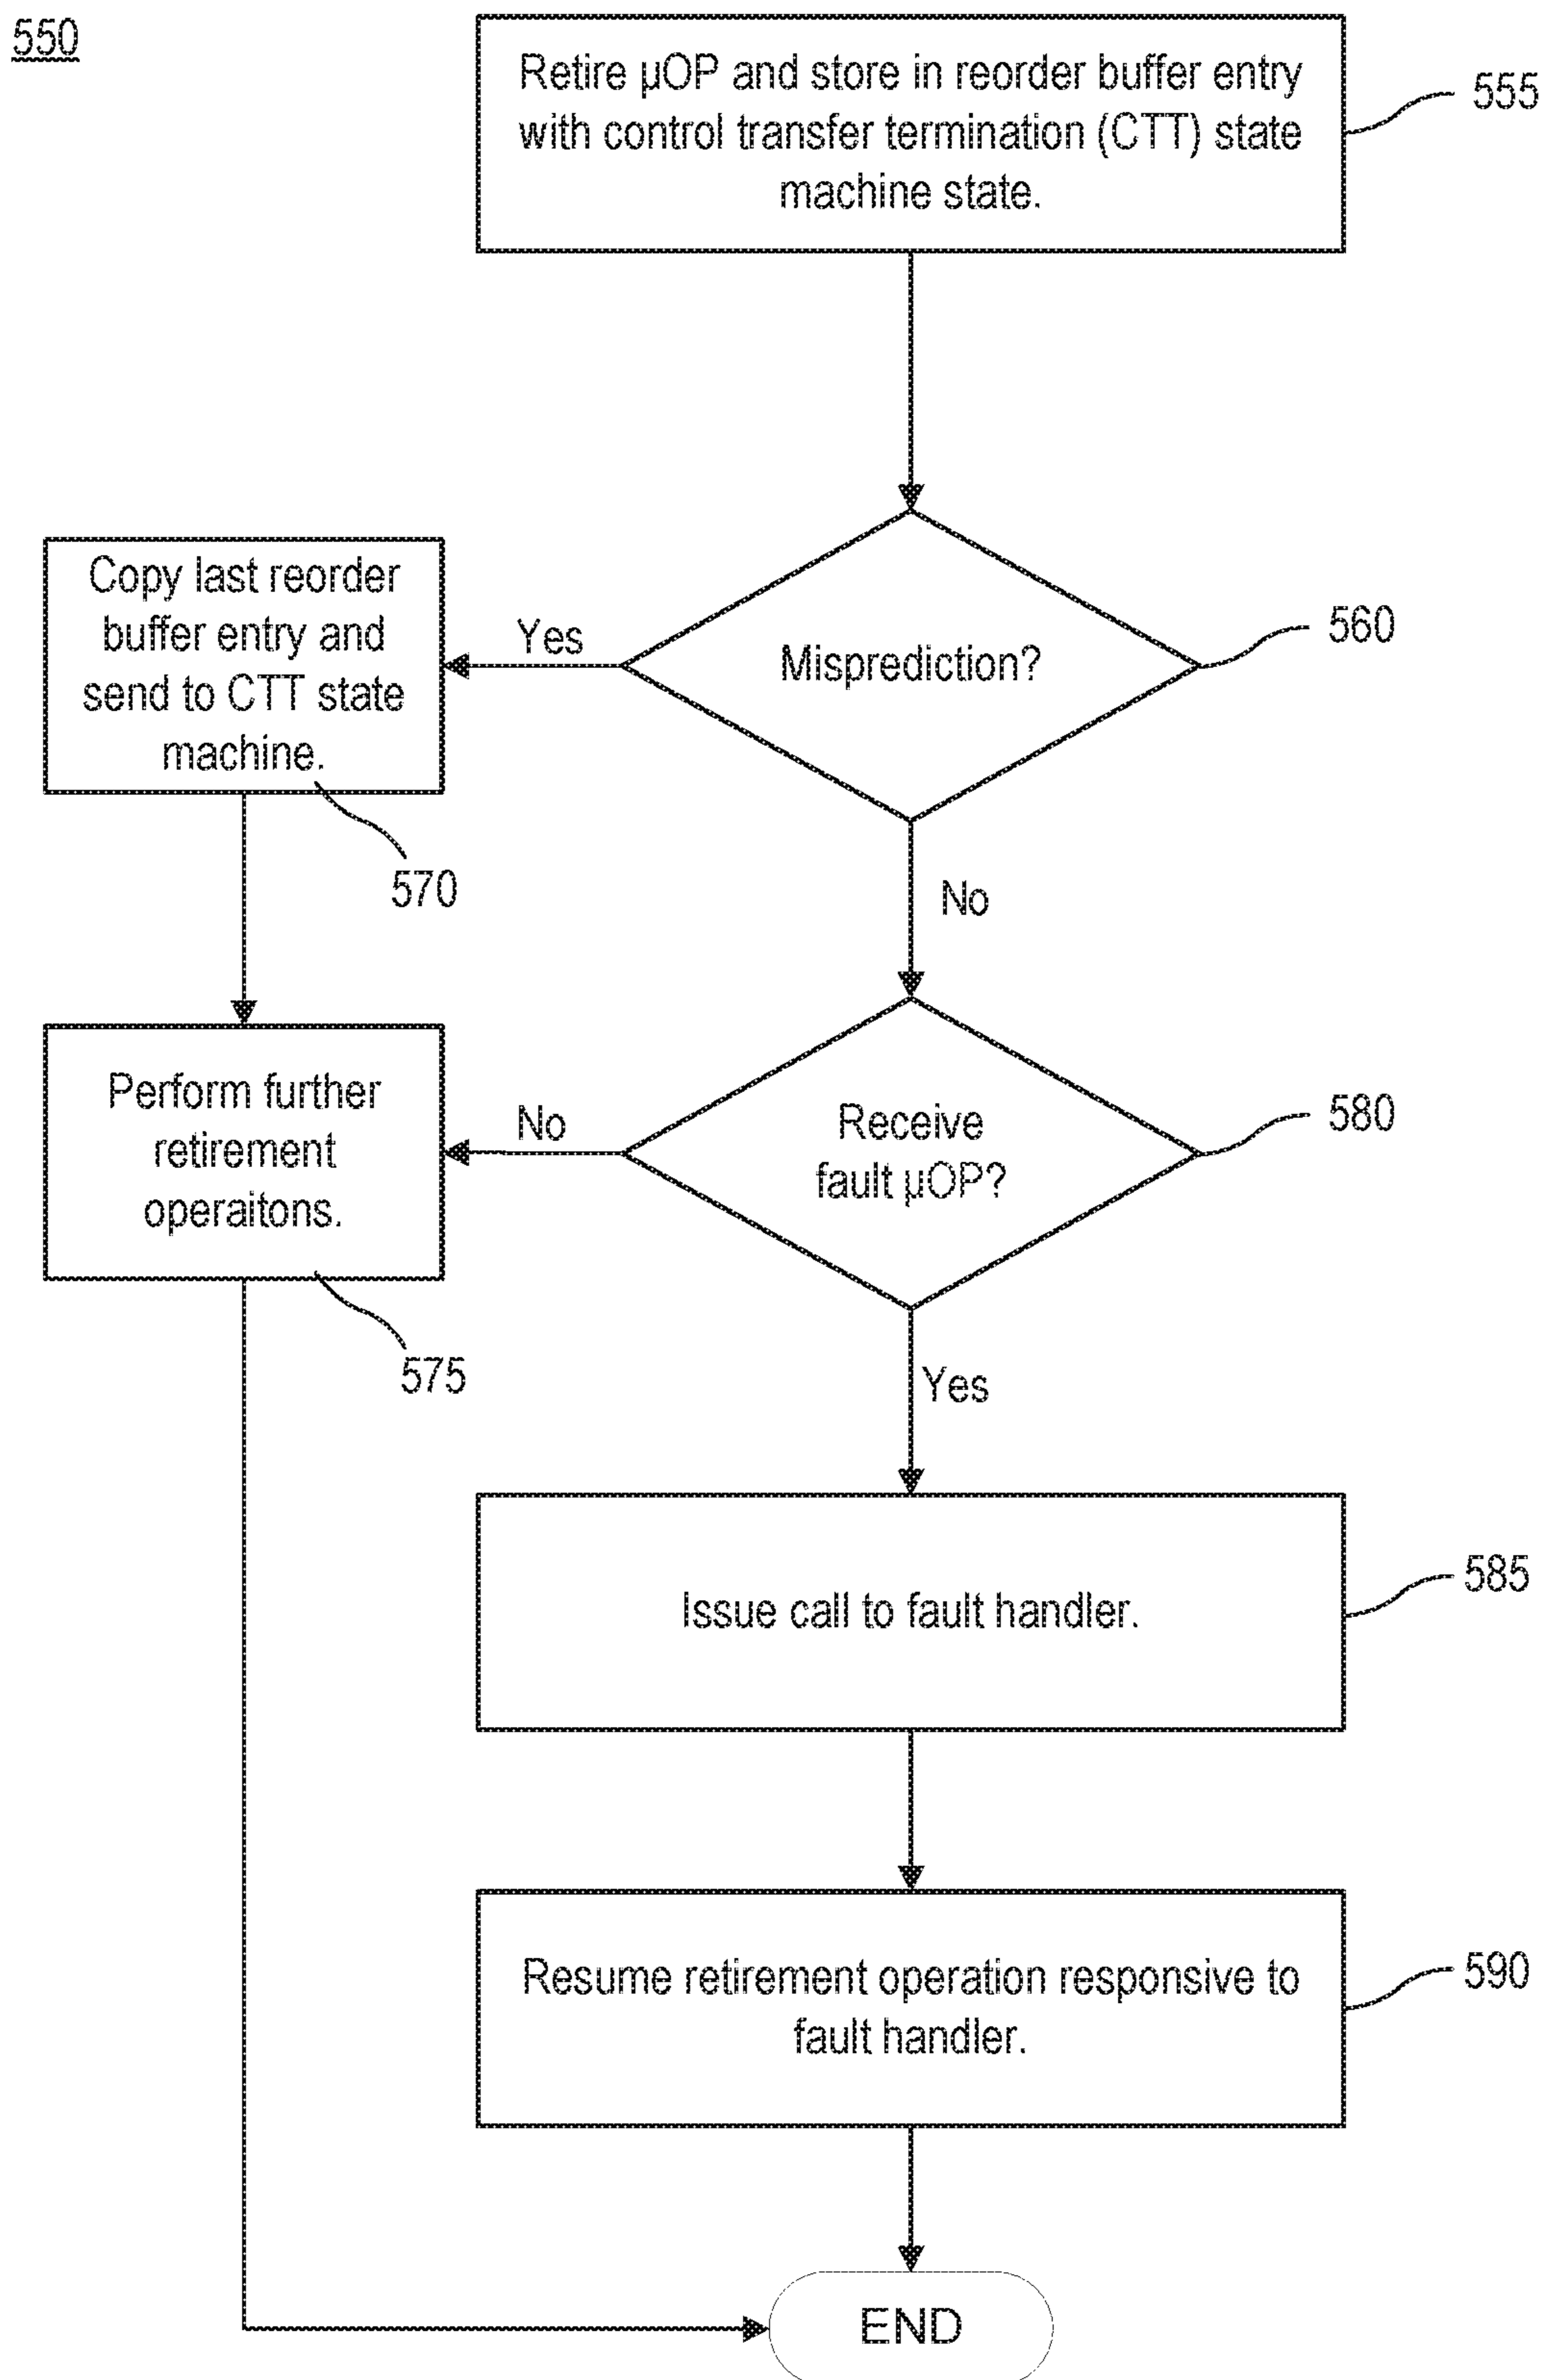 550
Retire µOP and store in reorder buffer entry
with control transfer termination (CTT) state
machine state.
555
Copy last reorder
buffer entry and
send to CTT state
machine.
570
Yes
Misprediction?
560
No
Perform further
retirement
operaitons.
575
No
Receive
fault µOP?
580
Yes
Issue call to fault handler.
585
Resume retirement operation responsive to
fault handler.
590
END